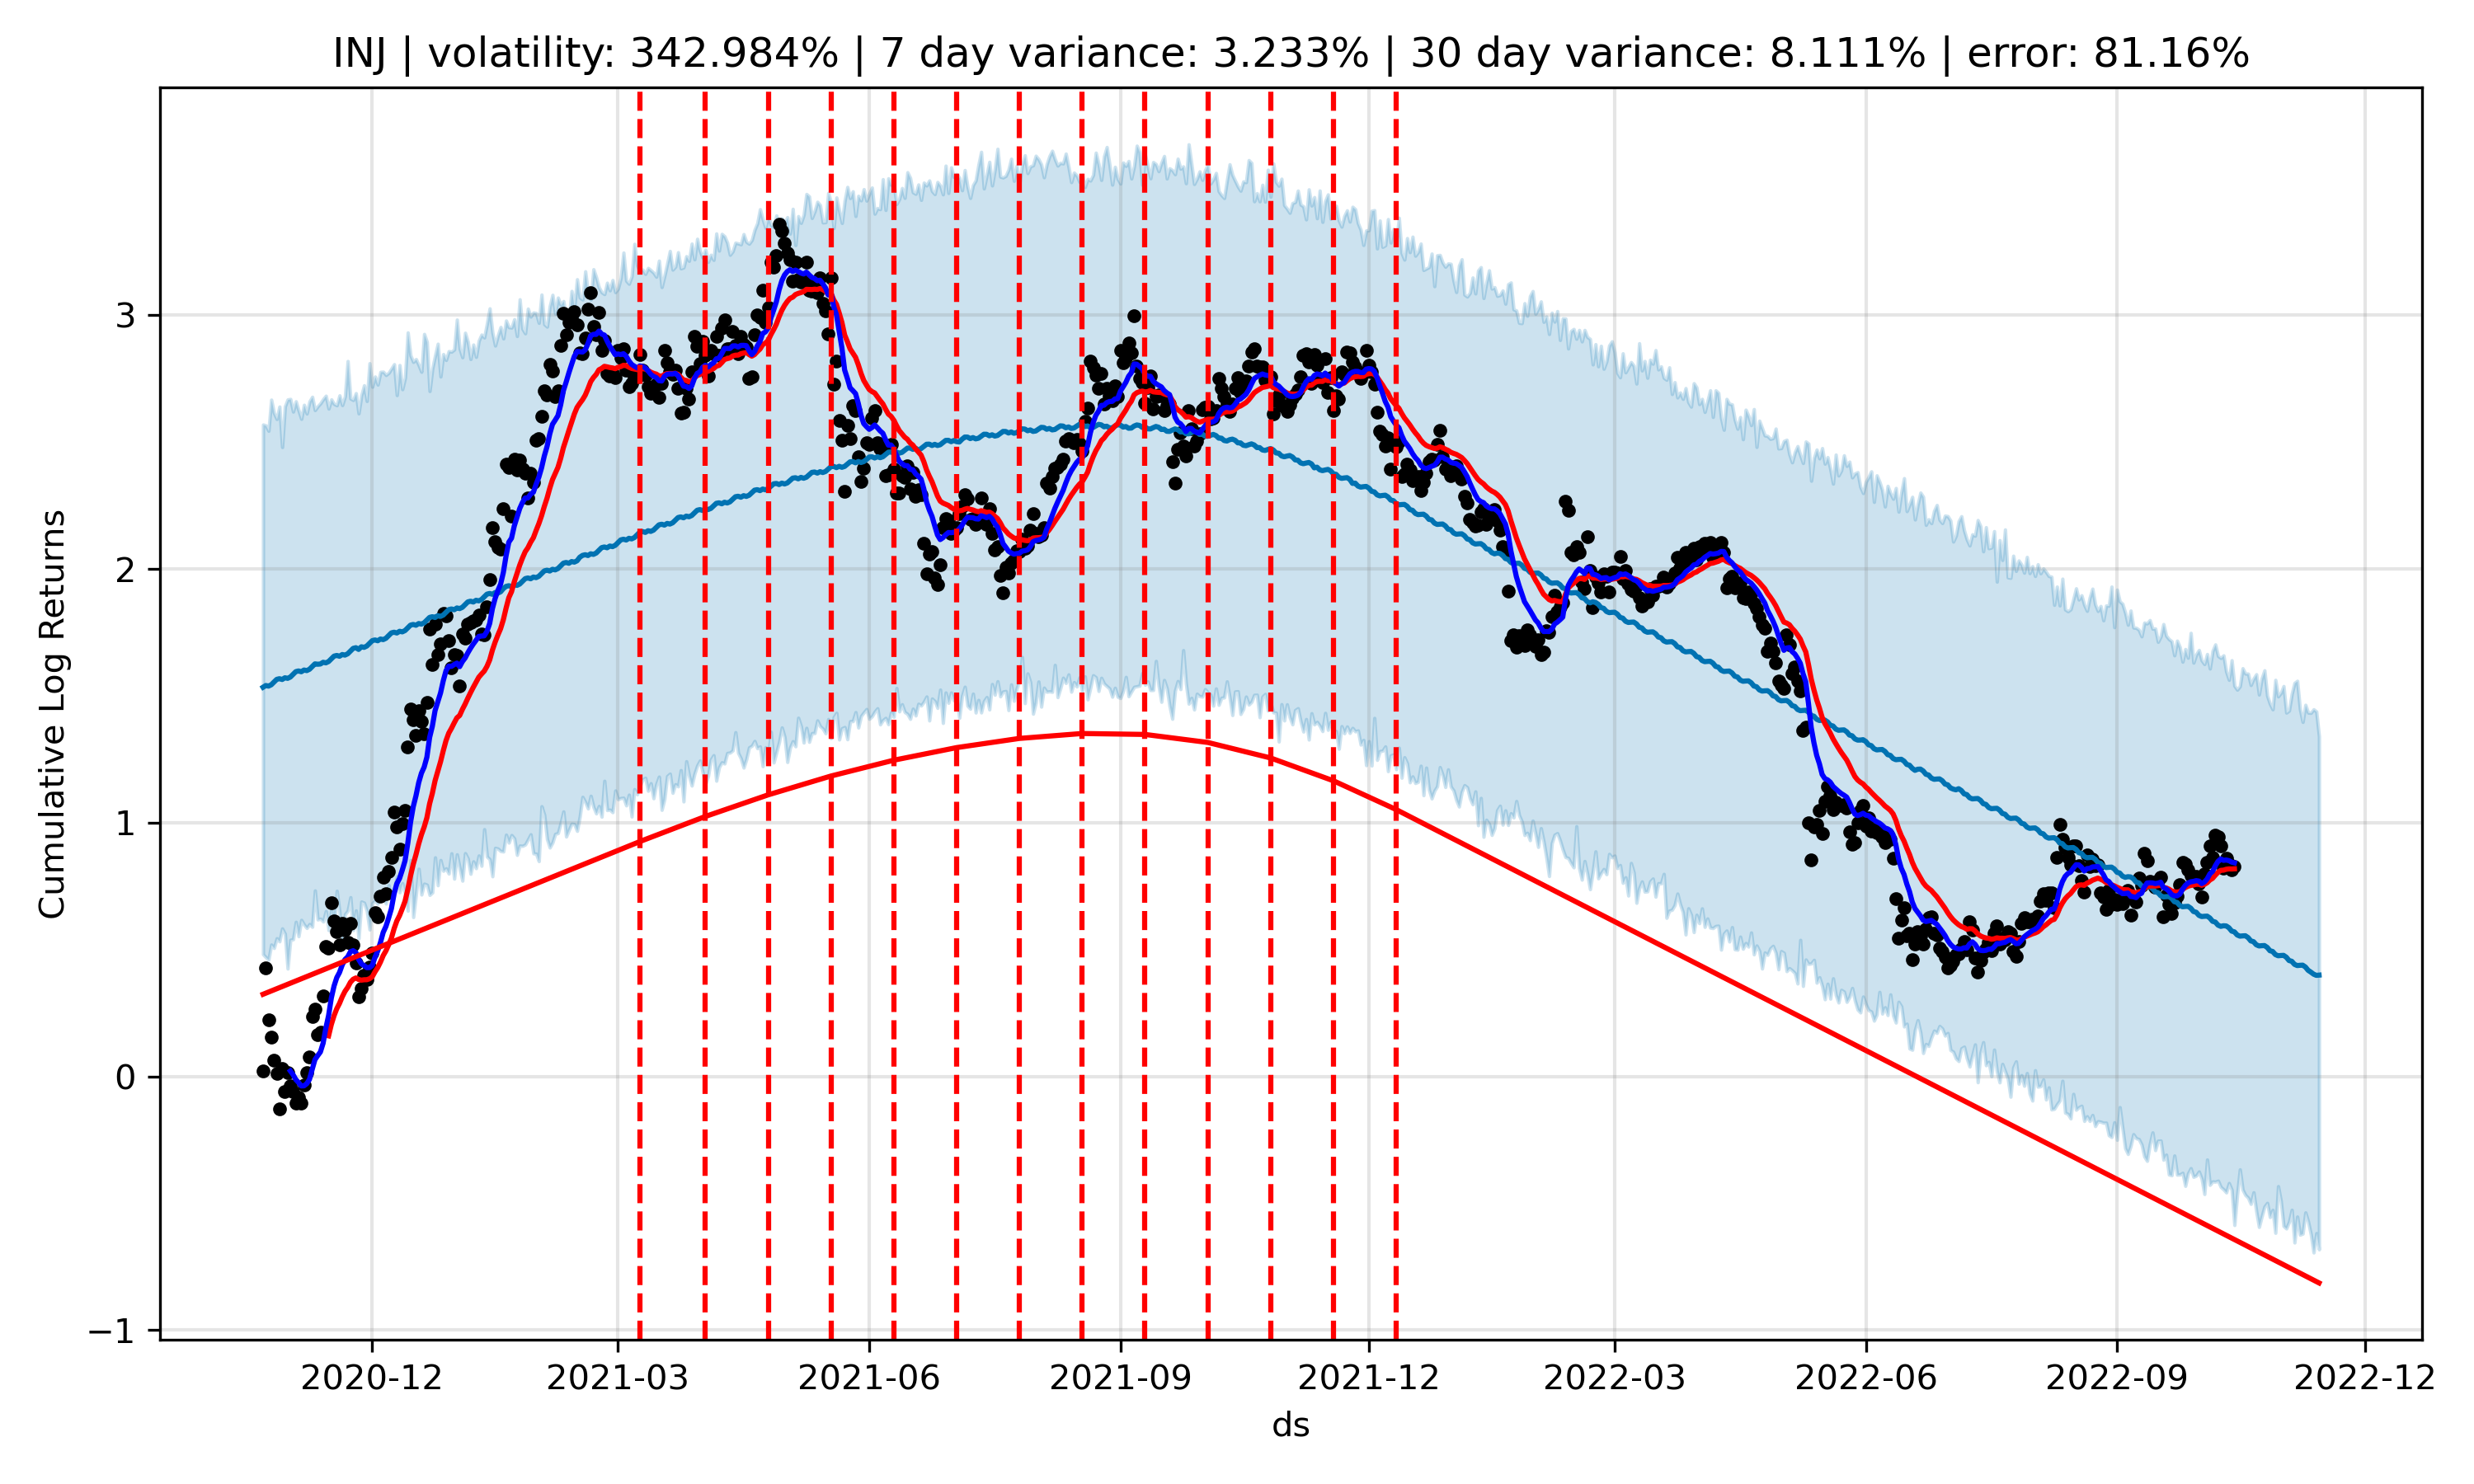 INJ | volatility: 342.984% | 7 day variance: 3.233% | 30 day variance: 8.111% | error: 81.16%
Cumulative Log Returns
3
2
1
0
−1
2020-12 2021-03 2021-06 2021-09 2021-12 2022-03 2022-06 2022-09 2022-12
ds